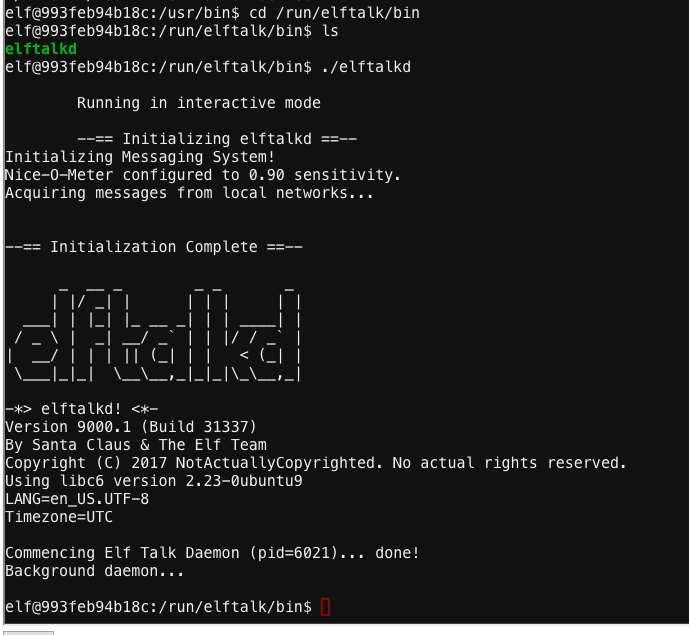 elf@993feb94b18c:/usr/bin$ cd /run/elftalk/bin
elf@993feb94b18c:/run/elftalk/bin$ ls
elftalkd
elf@993feb94b18c:/run/elftalk/bin$ ./elftalkd
Running in interactive mode
--== Initializing elftalkd ==--
Initializing Messaging System!
Nice-O-Meter configured to 0.90 sensitivity.
Acquiring messages from local networks...
--== Initialization Complete ==--
      _  __ _        _ _       _
     | |/ _| |      | | |     | |
  ___| | |_| |_ __ _| | | ____| |
 / _ \ |  _| __/ _` | | |/ / _` |
|  __/ | | | || (_| | |   < (_| |
 \___|_|_|  \__\__,_|_|_|\_\__,_|
-*> elftalkd! <*-
Version 9000.1 (Build 31337)
By Santa Claus & The Elf Team
Copyright (C) 2017 NotActuallyCopyrighted. No actual rights reserved.
Using libc6 version 2.23-0ubuntu9
LANG=en_US.UTF-8
Timezone=UTC
Commencing Elf Talk Daemon (pid=6021)... done!
Background daemon...
elf@993feb94b18c:/run/elftalk/bin$